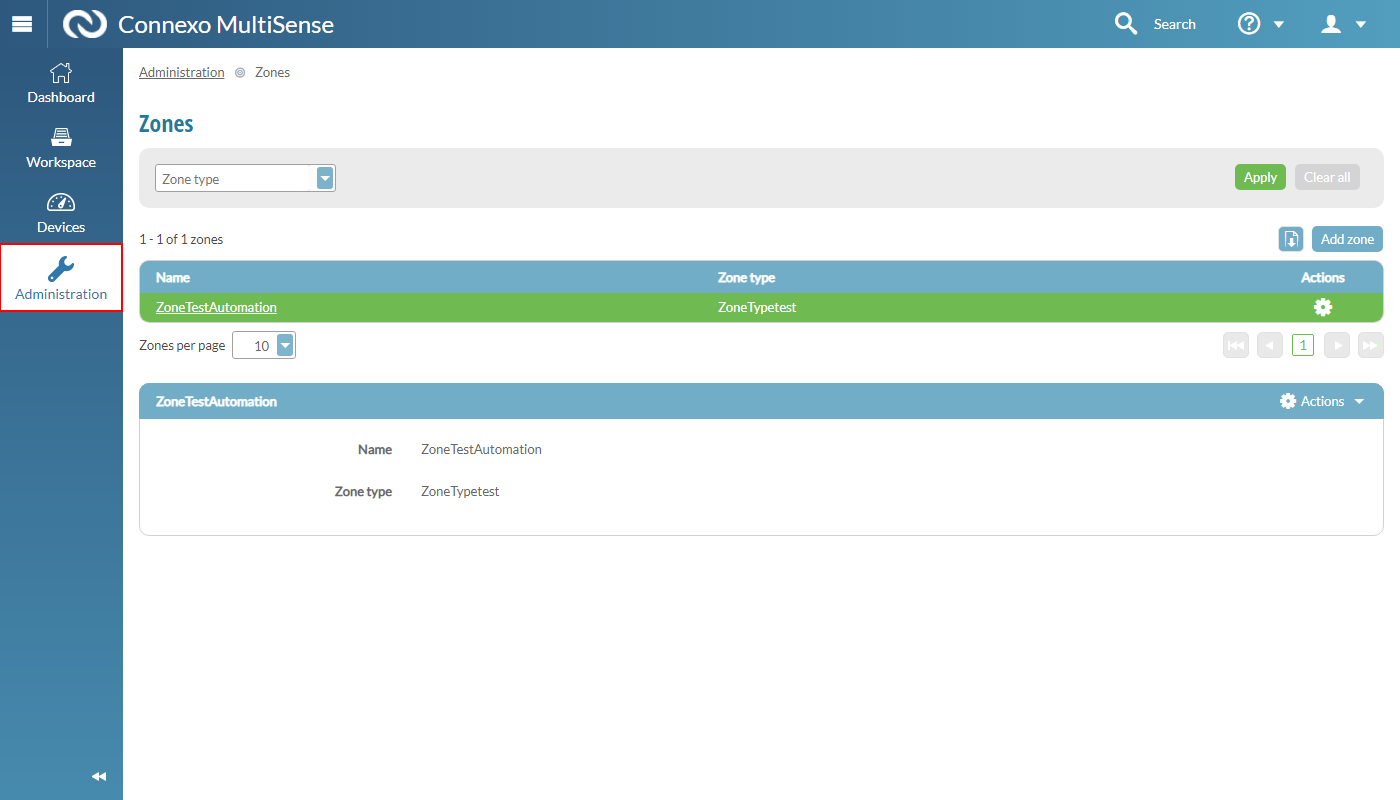 Connexo MultiSense
Search
Dashboard
Workspace
Devices
Administration
Administration Zones
Zones
Zone type
Apply
Clear all
1 - 1 of 1 zones
Add zone
Name Zone type Actions
ZoneTestAutomation ZoneTypetest
Zones per page 10
1
ZoneTestAutomation
Actions
Name ZoneTestAutomation
Zone type ZoneTypetest